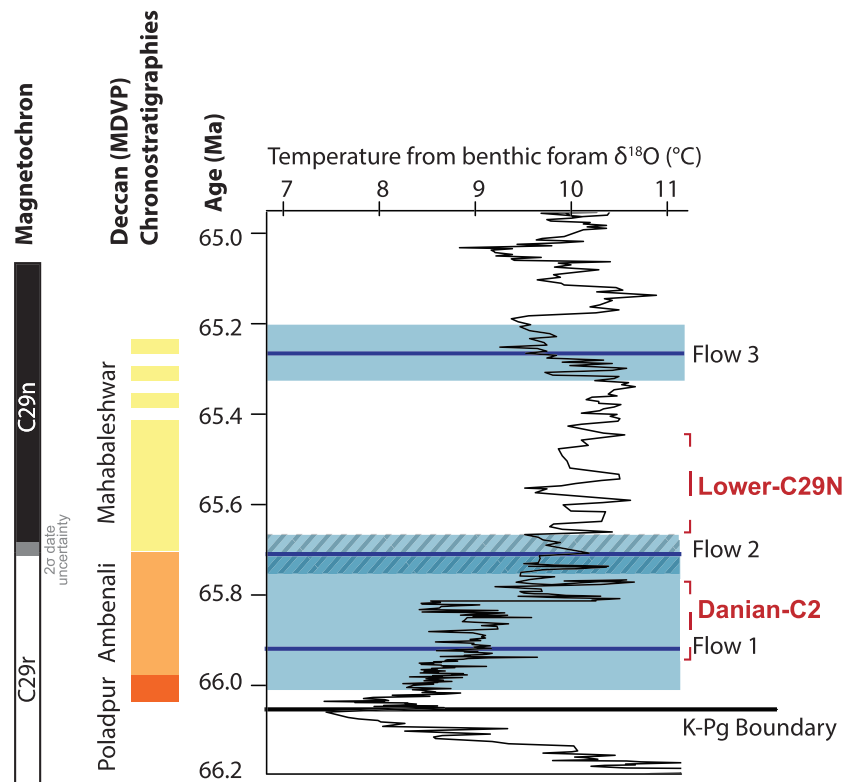 Magnetochron
Deccan (MDVP)
Chronostratigraphies
Age (Ma)
Temperature from benthic foram δ¹⁸O (°C)
7 8 9 10 11
65.0
65.2
65.4
65.6
65.8
66.0
66.2
C29n
C29r
2σ date
uncertainty
Mahabaleshwar
Ambenali
Poladpur
Flow 3
Lower-C29N
Flow 2
Danian-C2
Flow 1
K-Pg Boundary